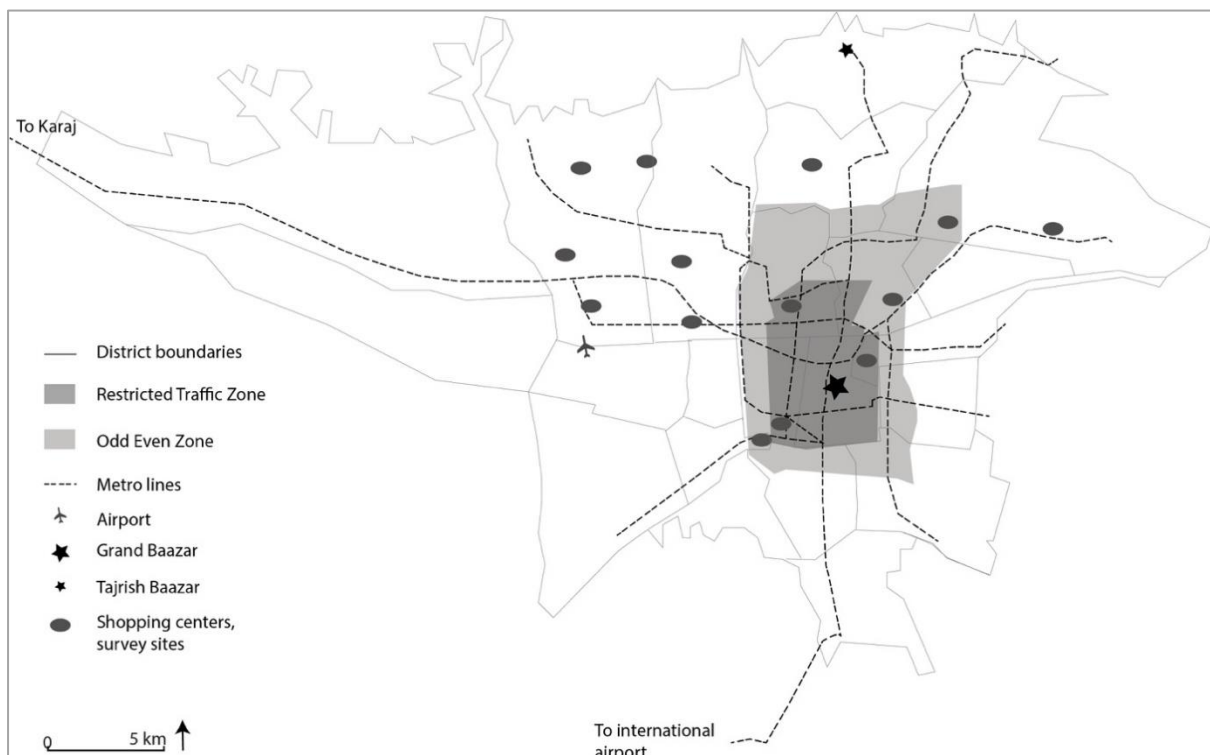 To Karaj
District boundaries
Restricted Traffic Zone
Odd Even Zone
Metro lines
Airport
Grand Baazar
Tajrish Baazar
Shopping centers,
survey sites
0 5 km
To international
airport